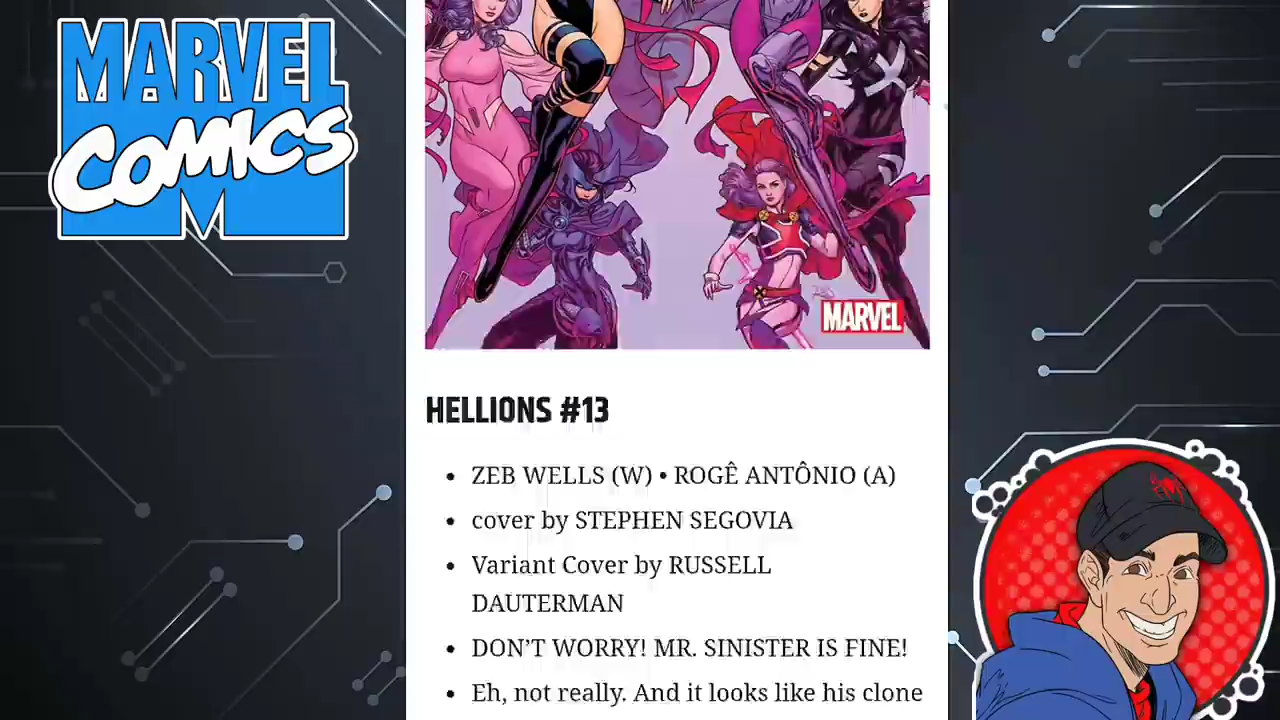 MARVEL
COMICS
MARVEL
HELLIONS #13
• ZEB WELLS (W) • ROGÊ ANTÔNIO (A)
• cover by STEPHEN SEGOVIA
• Variant Cover by RUSSELL
DAUTERMAN
• DON’T WORRY! MR. SINISTER IS FINE!
• Eh, not really. And it looks like his clone